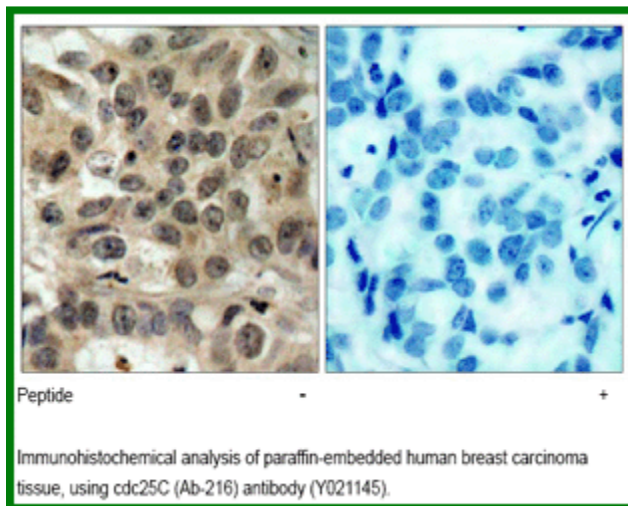 Peptide - +
Immunohistochemical analysis of paraffin-embedded human breast carcinoma
tissue, using cdc25C (Ab-216) antibody (Y021145).